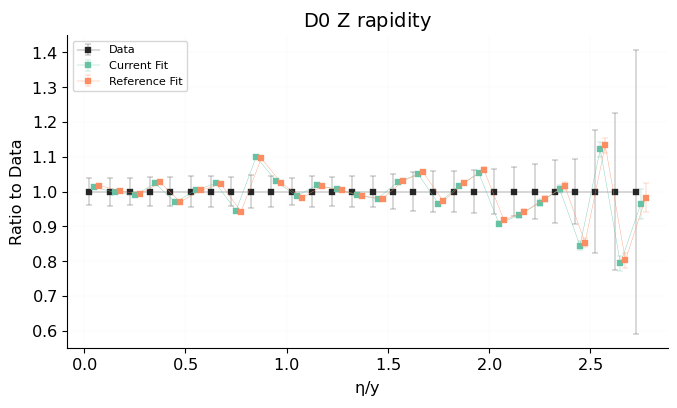 D0 Z rapidity
Data
Current Fit
Reference Fit
Ratio to Data
1.4
1.3
1.2
1.1
1.0
0.9
0.8
0.7
0.6
0.0 0.5 1.0 1.5 2.0 2.5
η/y